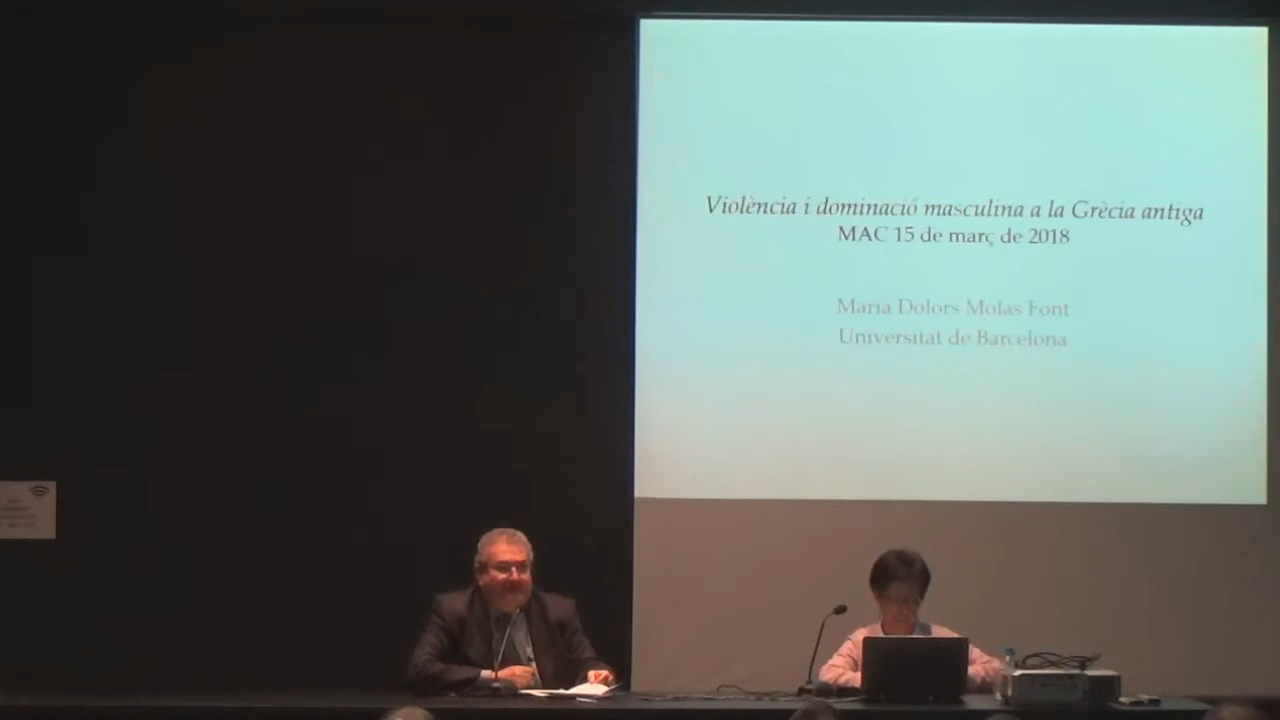 Violència i dominació masculina a la Grècia antiga
MAC 15 de març de 2018
Maria Dolors Molas Font
Universitat de Barcelona